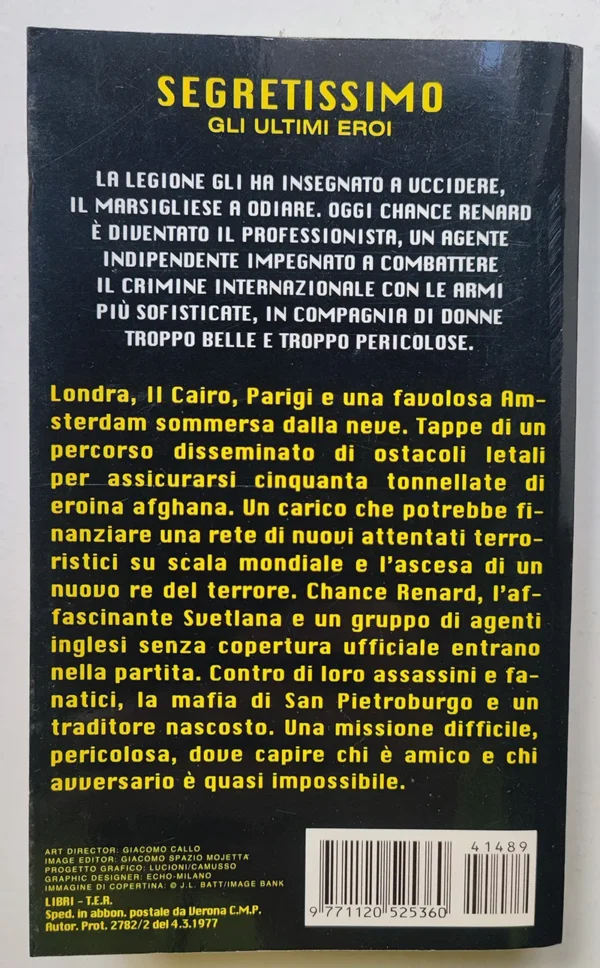 SEGRETISSIMO
GLI ULTIMI EROI
LA LEGIONE GLI HA INSEGNATO A UCCIDERE,
IL MARSIGLIESE A ODIARE. OGGI CHANCE RENARD
È DIVENTATO IL PROFESSIONISTA, UN AGENTE
INDIPENDENTE IMPEGNATO A COMBATTERE
IL CRIMINE INTERNAZIONALE CON LE ARMI
PIÙ SOFISTICATE, IN COMPAGNIA DI DONNE
TROPPO BELLE E TROPPO PERICOLOSE.
Londra, Il Cairo, Parigi e una favolosa Am-
sterdam sommersa dalla neve. Tappe di un
percorso disseminato di ostacoli letali
per assicurarsi cinquanta tonnellate di
eroina afghana. Un carico che potrebbe fi-
nanziare una rete di nuovi attentati terro-
ristici su scala mondiale e l'ascesa di un
nuovo re del terrore. Chance Renard, l'af-
fascinante Svetlana e un gruppo di agenti
inglesi senza copertura ufficiale entrano
nella partita. Contro di loro assassini e fa-
natici, la mafia di San Pietroburgo e un
traditore nascosto. Una missione difficile,
pericolosa, dove capire chi è amico e chi
avversario è quasi impossibile.
ART DIRECTOR: GIACOMO CALLO
IMAGE EDITOR: GIACOMO SPAZIO MOJETTA'
PROGETTO GRAFICO: LUCIONI/CAMUSSO
GRAPHIC DESIGNER: ECHO-MILANO
IMMAGINE DI COPERTINA: © J.L. BATT/IMAGE BANK
LIBRI - T.E.R.
Sped. in abbon. postale da Verona C.M.P.
Autor. Prot. 2782/2 del 4.3.1977
41489
9 771120 525360